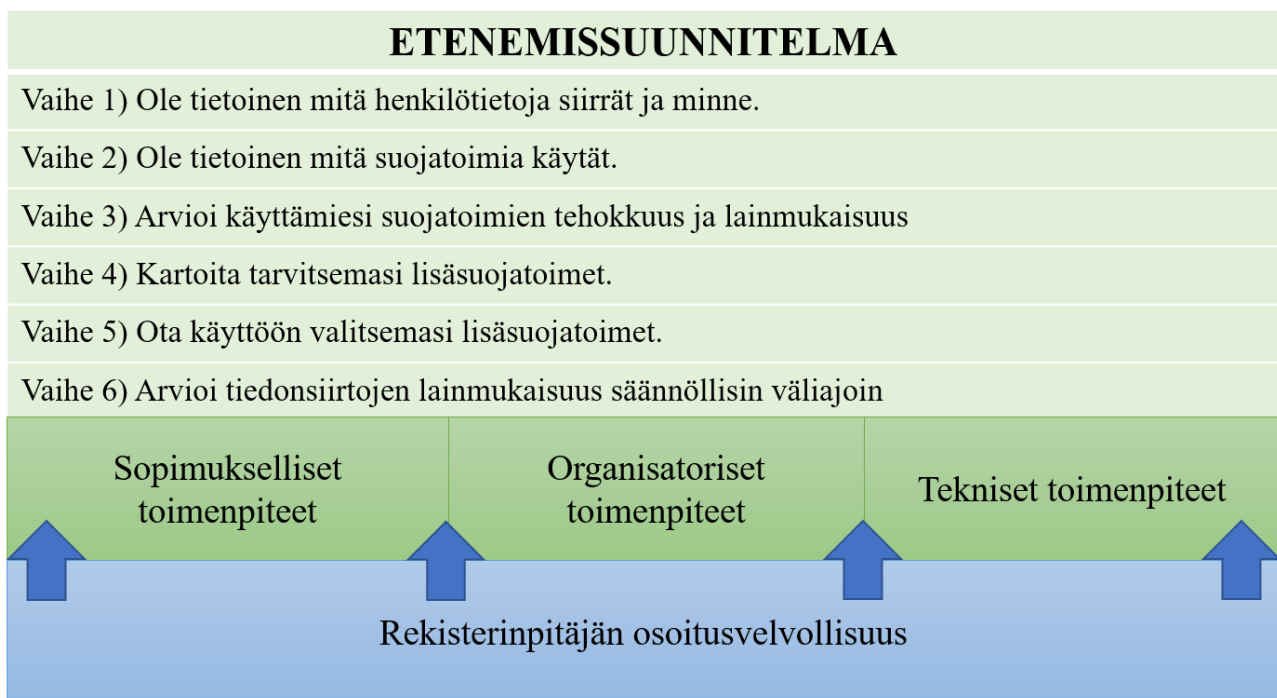 ETENEMISSUUNNITELMA
Vaihe 1) Ole tietoinen mitä henkilötietoja siirrät ja minne.
Vaihe 2) Ole tietoinen mitä suojatoimia käytät.
Vaihe 3) Arvioi käyttämiesi suojatoimien tehokkuus ja lainmukaisuus
Vaihe 4) Kartoita tarvitsemasi lisäsuojatoimet.
Vaihe 5) Ota käyttöön valitsemasi lisäsuojatoimet.
Vaihe 6) Arvioi tiedonsiirtojen lainmukaisuus säännöllisin väliajoin
Sopimukselliset
toimenpiteet
Organisatoriset
toimenpiteet
Tekniset toimenpiteet
Rekisterinpitäjän osoitusvelvollisuus